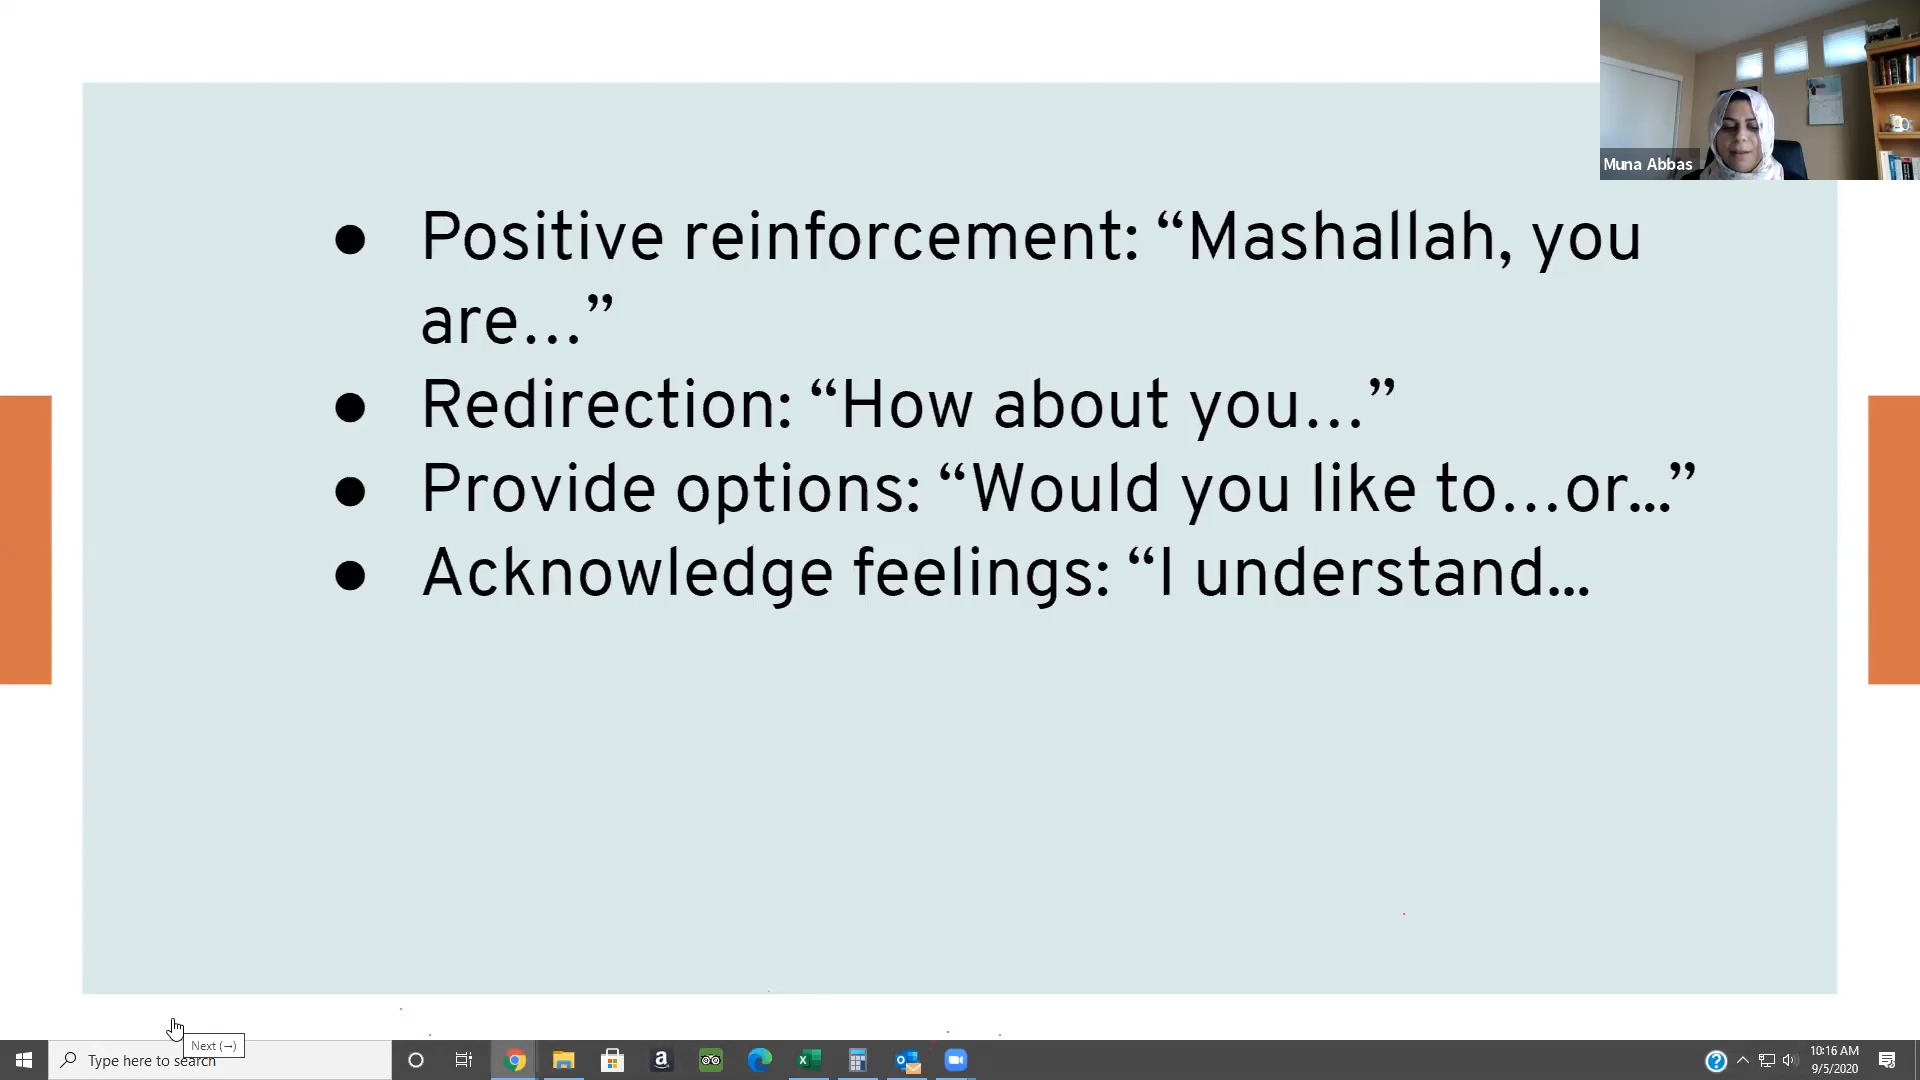 Muna Abbas
● Positive reinforcement: “Mashallah, you
are…”
● Redirection: “How about you…”
● Provide options: “Would you like to…or...”
● Acknowledge feelings: “I understand...
Next (→)
Type here to search
10:16 AM
9/5/2020